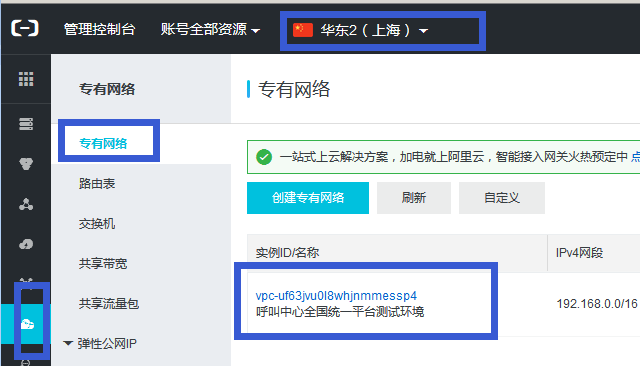 管理控制台 账号全部资源 华东2（上海）
专有网络
专有网络
专有网络
一站式上云解决方案，加电就上阿里云，智能接入网关火热预定中 点
路由表
创建专有网络 刷新 自定义
交换机
实例ID/名称 IPv4网段
共享带宽
vpc-uf63jvu0l8whjnmmessp4 192.168.0.0/16
呼叫中心全国统一平台测试环境
共享流量包
弹性公网IP